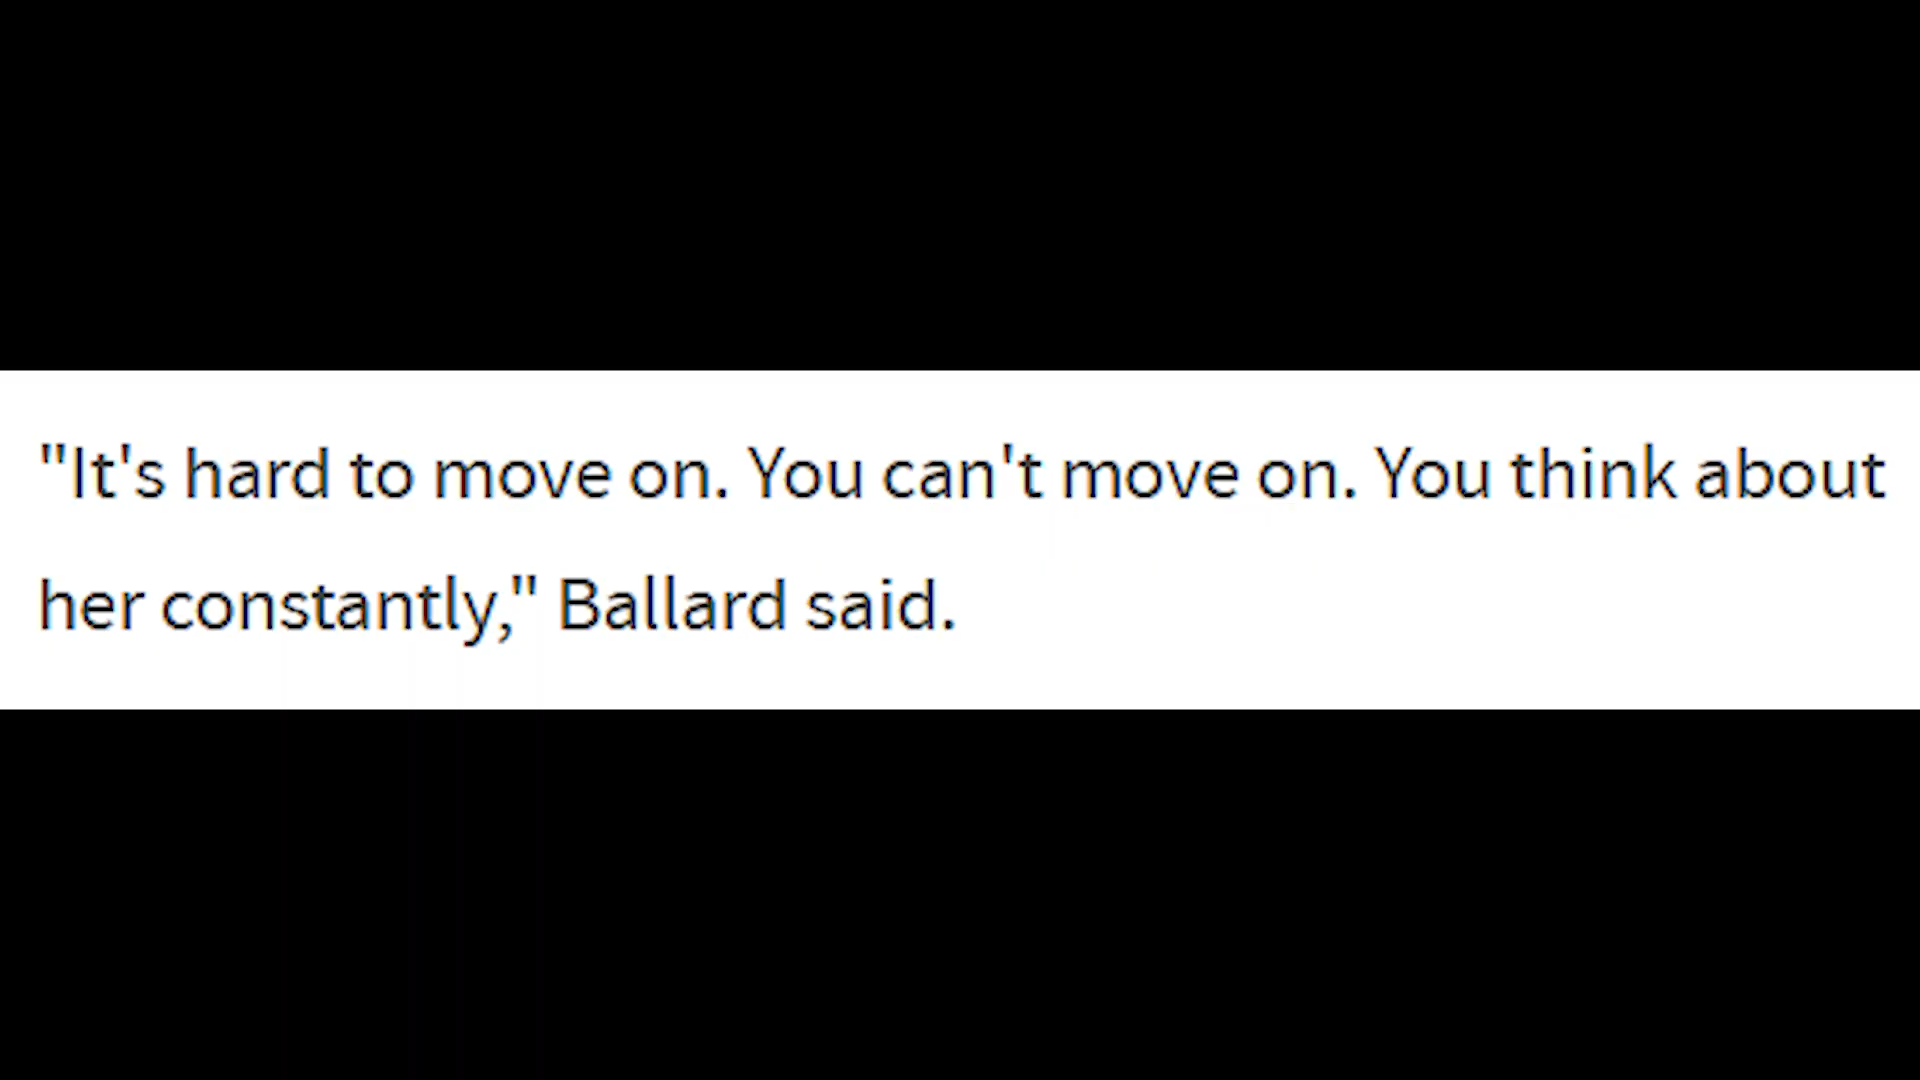 "It's hard to move on. You can't move on. You think about
her constantly," Ballard said.